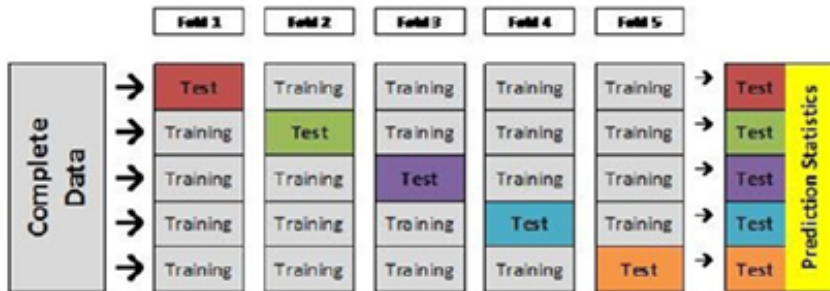 Fold 1 Fold 2 Fold 3 Fold 4 Fold 5
Complete Data
Test Training Training Training Training Test
Training Test Training Training Training Test
Training Training Test Training Training Test
Training Training Training Test Training Test
Training Training Training Training Test Test
Prediction Statistics